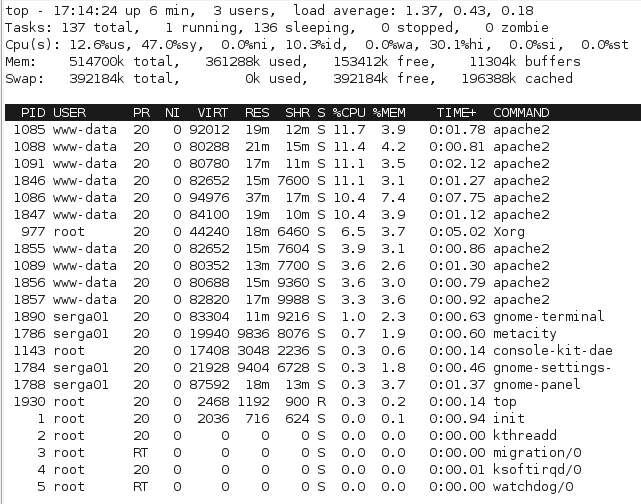 top - 17:14:24 up 6 min,  3 users,  load average: 1.37, 0.43, 0.18
Tasks: 137 total,   1 running, 136 sleeping,   0 stopped,   0 zombie
Cpu(s): 12.6%us, 47.0%sy,  0.0%ni, 10.3%id,  0.0%wa, 30.1%hi,  0.0%si,  0.0%st
Mem:    514700k total,   361288k used,   153412k free,    11304k buffers
Swap:   392184k total,        0k used,   392184k free,   196388k cached
PID USER      PR  NI  VIRT  RES  SHR S %CPU %MEM    TIME+  COMMAND
1085 www-data  20   0 92012  19m  12m S 11.7  3.9   0:01.78 apache2
1088 www-data  20   0 80288  21m  15m S 11.4  4.2   0:00.81 apache2
1091 www-data  20   0 80780  17m  11m S 11.1  3.5   0:02.12 apache2
1846 www-data  20   0 82652  15m 7600 S 11.1  3.1   0:01.27 apache2
1086 www-data  20   0 94976  37m  17m S 10.4  7.4   0:07.75 apache2
1847 www-data  20   0 84100  19m  10m S 10.4  3.9   0:01.12 apache2
977 root      20   0 44240  18m 6460 S  6.5  3.7   0:05.02 Xorg
1855 www-data  20   0 82652  15m 7604 S  3.9  3.1   0:00.86 apache2
1089 www-data  20   0 80352  13m 7700 S  3.6  2.6   0:01.30 apache2
1856 www-data  20   0 80688  15m 9360 S  3.6  3.0   0:00.79 apache2
1857 www-data  20   0 82820  17m 9988 S  3.3  3.6   0:00.92 apache2
1890 serga01   20   0 83304  11m 9216 S  1.0  2.3   0:00.63 gnome-terminal
1786 serga01   20   0 19940 9836 8076 S  0.7  1.9   0:00.60 metacity
1143 root      20   0 17408 3048 2236 S  0.3  0.6   0:00.14 console-kit-dae
1784 serga01   20   0 21928 9404 6728 S  0.3  1.8   0:00.46 gnome-settings-
1788 serga01   20   0 87592  18m  13m S  0.3  3.7   0:01.37 gnome-panel
1930 root      20   0  2468 1192  900 R  0.3  0.2   0:00.14 top
1 root      20   0  2036  716  624 S  0.0  0.1   0:00.94 init
2 root      20   0     0    0    0 S  0.0  0.0   0:00.00 kthreadd
3 root      RT   0     0    0    0 S  0.0  0.0   0:00.00 migration/0
4 root      20   0     0    0    0 S  0.0  0.0   0:00.01 ksoftirqd/0
5 root      RT   0     0    0    0 S  0.0  0.0   0:00.00 watchdog/0